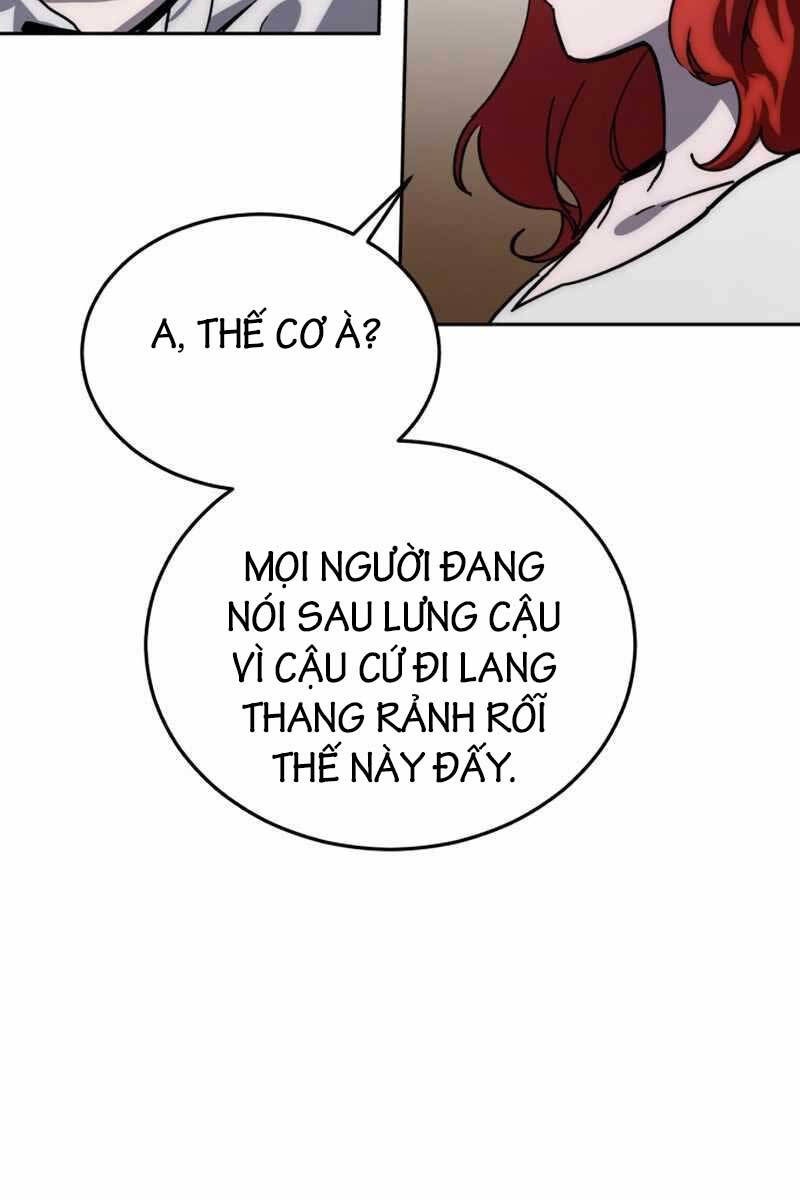 A, THẾ CƠ À?
MỌI NGƯỜI ĐANG
NÓI SAU LƯNG CẬU
VÌ CẬU CỨ ĐI LANG
THANG RẢNH RỖI
THẾ NÀY ĐẤY.